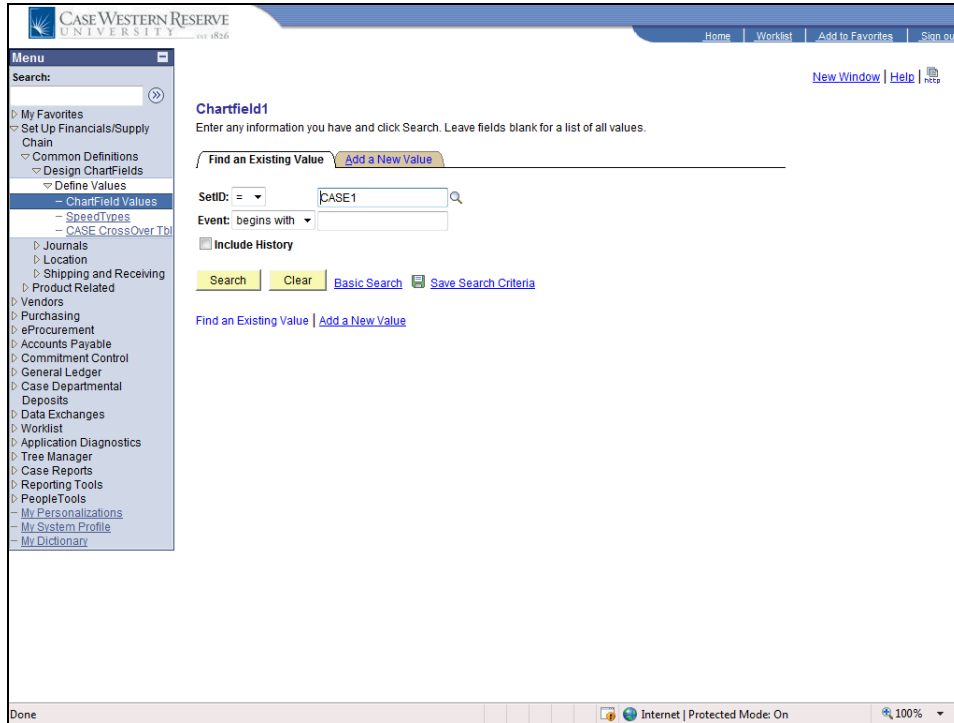 CASE WESTERN RESERVE
UNIVERSITY EST 1826
Home Worklist Add to Favorites Sign ou
Menu
Search:
My Favorites
Set Up Financials/Supply
Chain
Common Definitions
Design ChartFields
Define Values
– ChartField Values
– SpeedTypes
– CASE CrossOver Tbl
Journals
Location
Shipping and Receiving
Product Related
Vendors
Purchasing
eProcurement
Accounts Payable
Commitment Control
General Ledger
Case Departmental
Deposits
Data Exchanges
Worklist
Application Diagnostics
Tree Manager
Case Reports
Reporting Tools
PeopleTools
– My Personalizations
– My System Profile
– My Dictionary
New Window | Help | http
Chartfield1
Enter any information you have and click Search. Leave fields blank for a list of all values.
Find an Existing Value Add a New Value
SetID: = CASE1
Event: begins with
Include History
Search Clear Basic Search Save Search Criteria
Find an Existing Value | Add a New Value
Done Internet | Protected Mode: On 100%